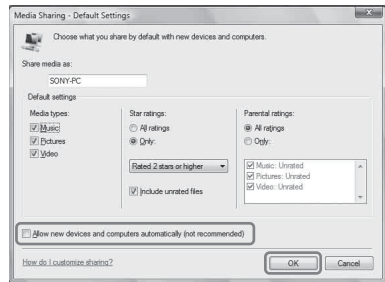 Media Sharing - Default Settings
Choose what you share by default with new devices and computers.
Share media as:
SONY-PC
Default settings
Media types:
Music
Pictures
Video
Star ratings:
All ratings
Only:
Rated 2 stars or higher
Include unrated files
Parental ratings:
All ratings
Only:
Music: Unrated
Pictures: Unrated
Video: Unrated
Allow new devices and computers automatically (not recommended)
How do I customize sharing?
OK
Cancel